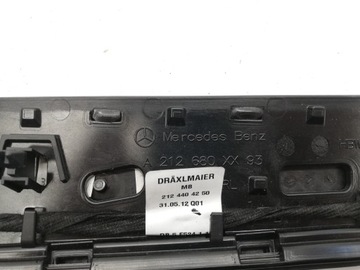 Mercedes Benz
A 212 680 XX 93
DRÄXLMAIER
MB
212 440 42 50
31.05.12 Q01